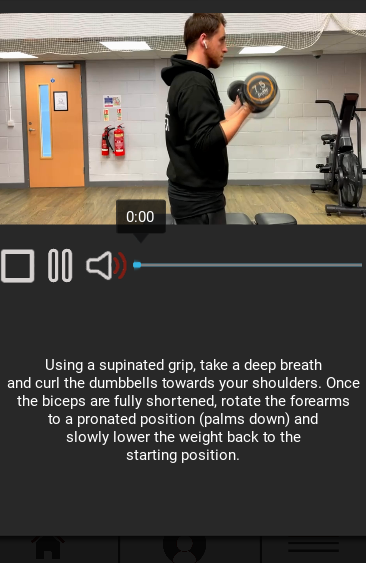 7.5
0:00
Using a supinated grip, take a deep breath
and curl the dumbbells towards your shoulders. Once
the biceps are fully shortened, rotate the forearms
to a pronated position (palms down) and
slowly lower the weight back to the
starting position.